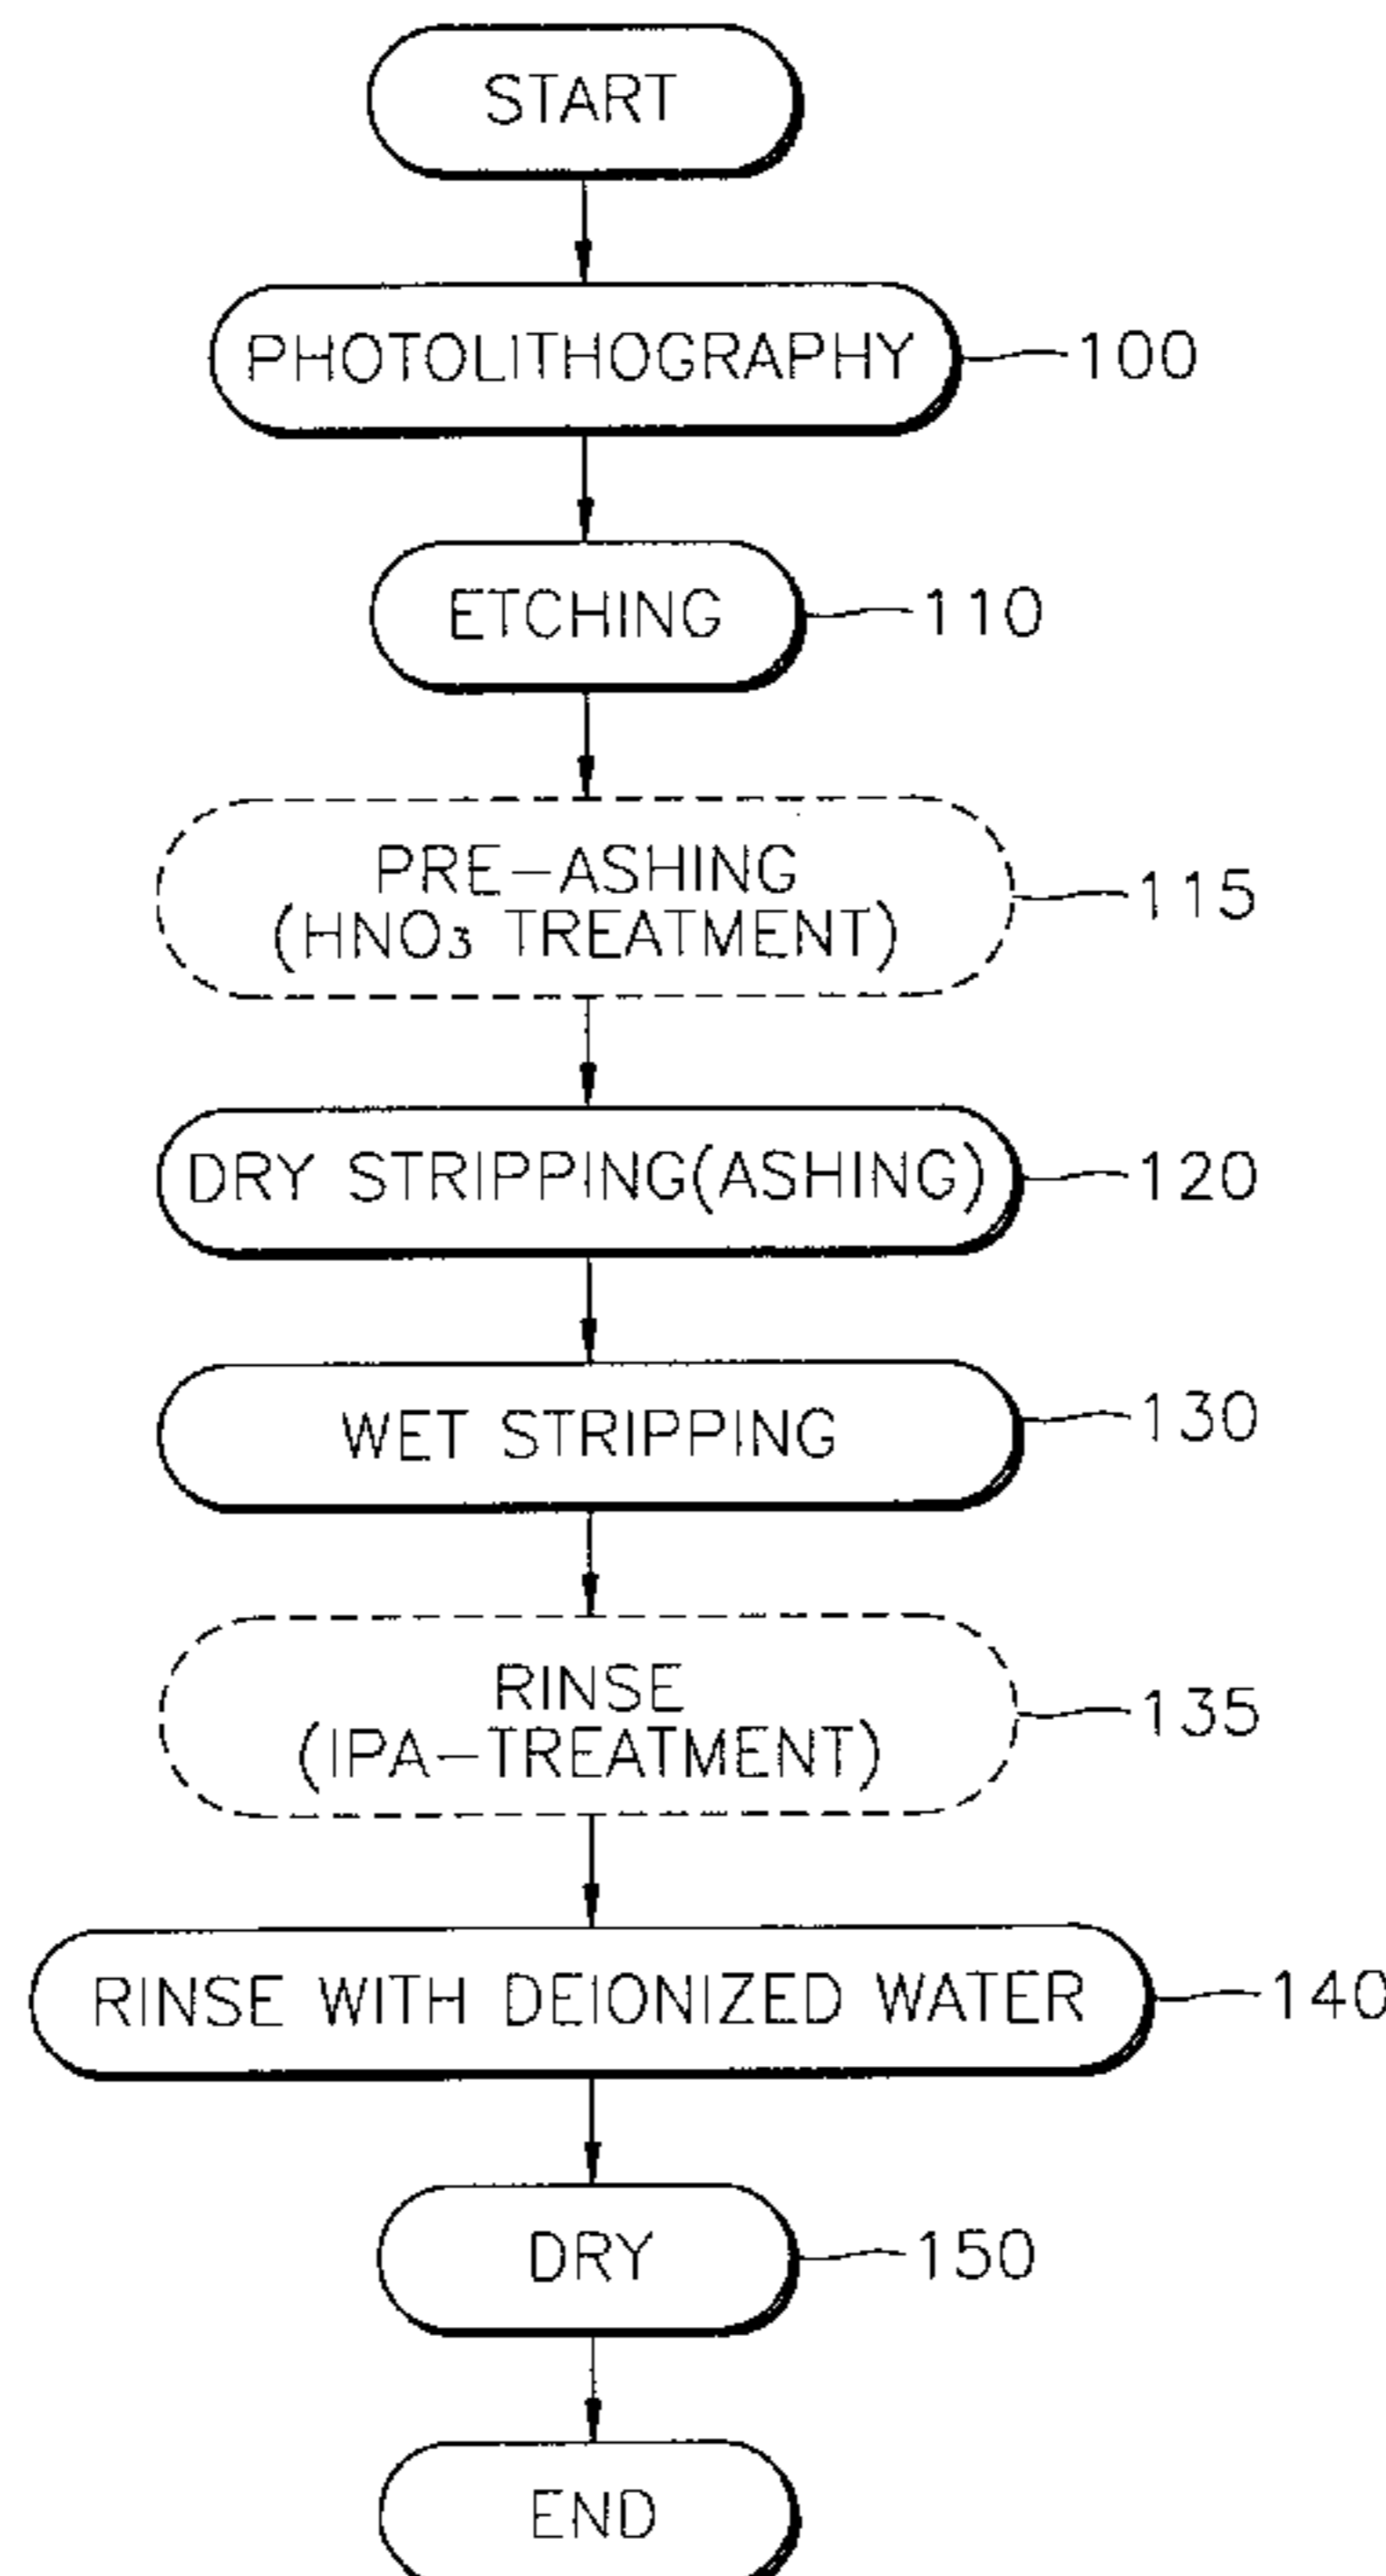 START
PHOTOLITHOGRAPHY 100
ETCHING 110
PRE-ASHING
(HNO₃ TREATMENT) 115
DRY STRIPPING(ASHING) 120
WET STRIPPING 130
RINSE
(IPA-TREATMENT) 135
RINSE WITH DEIONIZED WATER 140
DRY 150
END